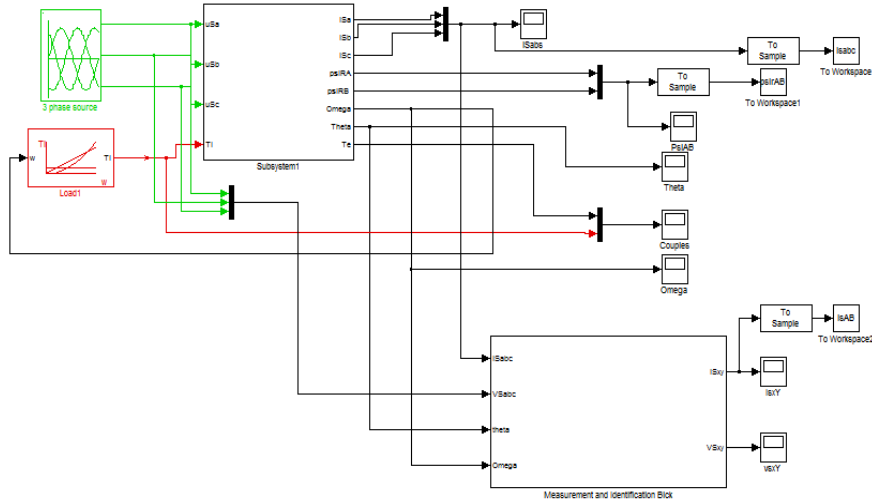 3 phase source
uSa
uSb
uSc
Tl
ISa
ISb
ISc
psIRA
psIRB
Omega
Theta
Te
Subsystem1
w
Tl
Tl
w
Load1
ISabs
To
Sample
Isabc
To Workspace
To
Sample
psIrAB
To Workspace1
PsIAB
Theta
Couples
Omega
ISabc
VSabc
theta
Omega
ISxy
VSxy
Measurement and Identification Blck
To
Sample
IsAB
To Workspace2
IsxY
vsxY